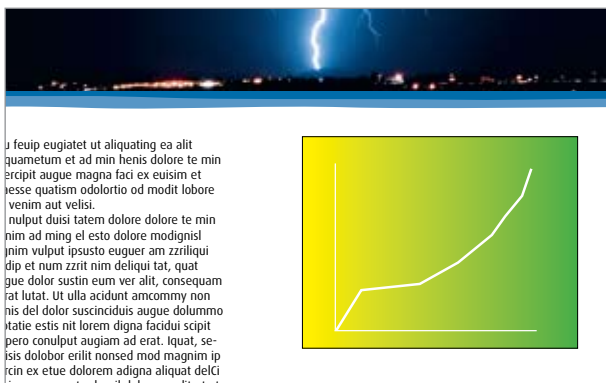 feuip eugiatet ut aliquating ea alit
quametum et ad min henis dolore te min
ercipit augue magna faci ex euisim et
esse quatism odolortio od modit lobore
venim aut velisi.
nulput duisi tatem dolore dolore te min
nim ad ming el esto dolore modignisl
gnim vulput ipsusto euguer am zzriliqui
dip et num zzrit nim deliqui tat, quat
gue dolor sustin eum ver alit, consequam
rat lutat. Ut ulla acidunt amcommy non
nis del dolor suscinciduis augue dolummo
ptatie estis nit lorem digna facidui scipit
pero conulput augiam ad erat. Iquat, se-
isis dolobor erilit nonsed mod magnim ip
rcin ex etue dolorem adigna aliquat delCi